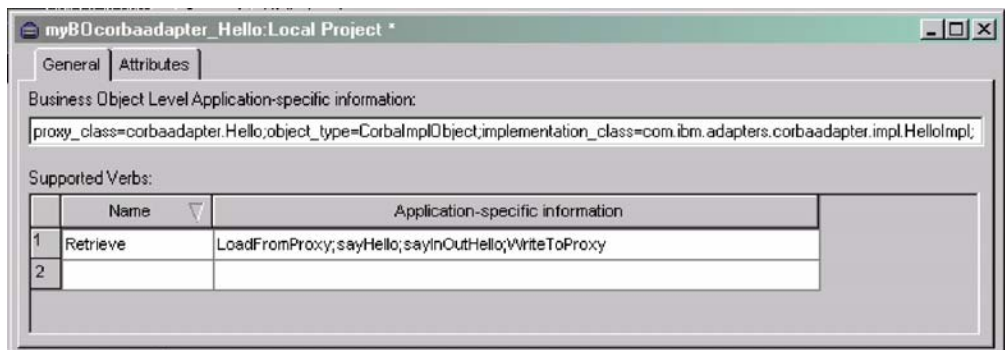 myBOcorbaadapter_Hello:Local Project *
General Attributes
Business Object Level Application-specific information:
proxy_class=corbaadapter.Hello;object_type=CorbaImplObject;implementation_class=com.ibm.adapters.corbaadapter.impl.HelloImpl;
Supported Verbs:
Name Application-specific information
1 Retrieve LoadFromProxy;sayHello;sayInOutHello;WriteToProxy
2